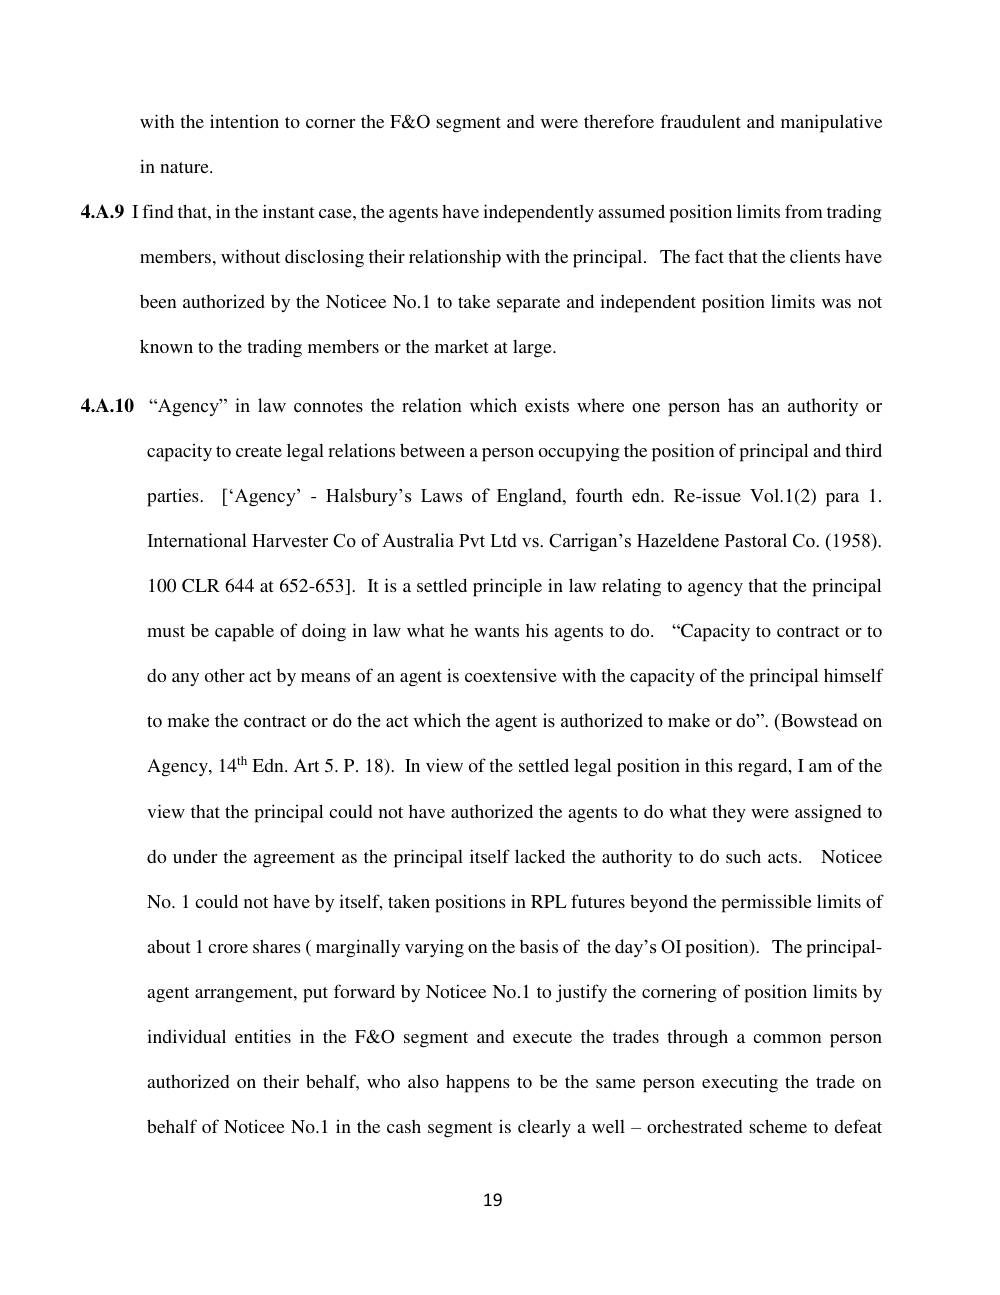 with the intention to corner the F&O segment and were therefore fraudulent and manipulative
in nature.
4.A.9 I find that, in the instant case, the agents have independently assumed position limits from trading
members, without disclosing their relationship with the principal. The fact that the clients have
been authorized by the Noticee No.1 to take separate and independent position limits was not
known to the trading members or the market at large.
4.A.10 “Agency” in law connotes the relation which exists where one person has an authority or
capacity to create legal relations between a person occupying the position of principal and third
parties. [‘Agency’ - Halsbury’s Laws of England, fourth edn. Re-issue Vol.1(2) para 1.
International Harvester Co of Australia Pvt Ltd vs. Carrigan’s Hazeldene Pastoral Co. (1958).
100 CLR 644 at 652-653]. It is a settled principle in law relating to agency that the principal
must be capable of doing in law what he wants his agents to do. “Capacity to contract or to
do any other act by means of an agent is coextensive with the capacity of the principal himself
to make the contract or do the act which the agent is authorized to make or do”. (Bowstead on
Agency, 14th Edn. Art 5. P. 18). In view of the settled legal position in this regard, I am of the
view that the principal could not have authorized the agents to do what they were assigned to
do under the agreement as the principal itself lacked the authority to do such acts. Noticee
No. 1 could not have by itself, taken positions in RPL futures beyond the permissible limits of
about 1 crore shares ( marginally varying on the basis of the day’s OI position). The principal-
agent arrangement, put forward by Noticee No.1 to justify the cornering of position limits by
individual entities in the F&O segment and execute the trades through a common person
authorized on their behalf, who also happens to be the same person executing the trade on
behalf of Noticee No.1 in the cash segment is clearly a well – orchestrated scheme to defeat
19